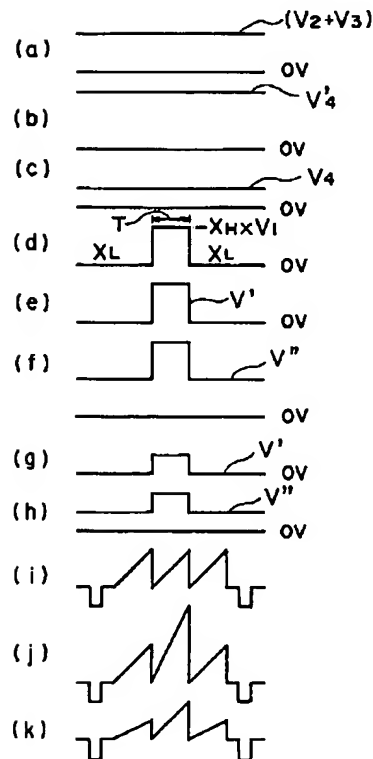 (V2+V3)
(a)
OV
V'4
(b)
OV
(c)
V4
OV
T
-XH×V1
(d)
XL
XL
OV
(e)
V'
OV
(f)
V"
OV
(g)
V'
OV
(h)
V"
OV
(i)
(j)
(k)